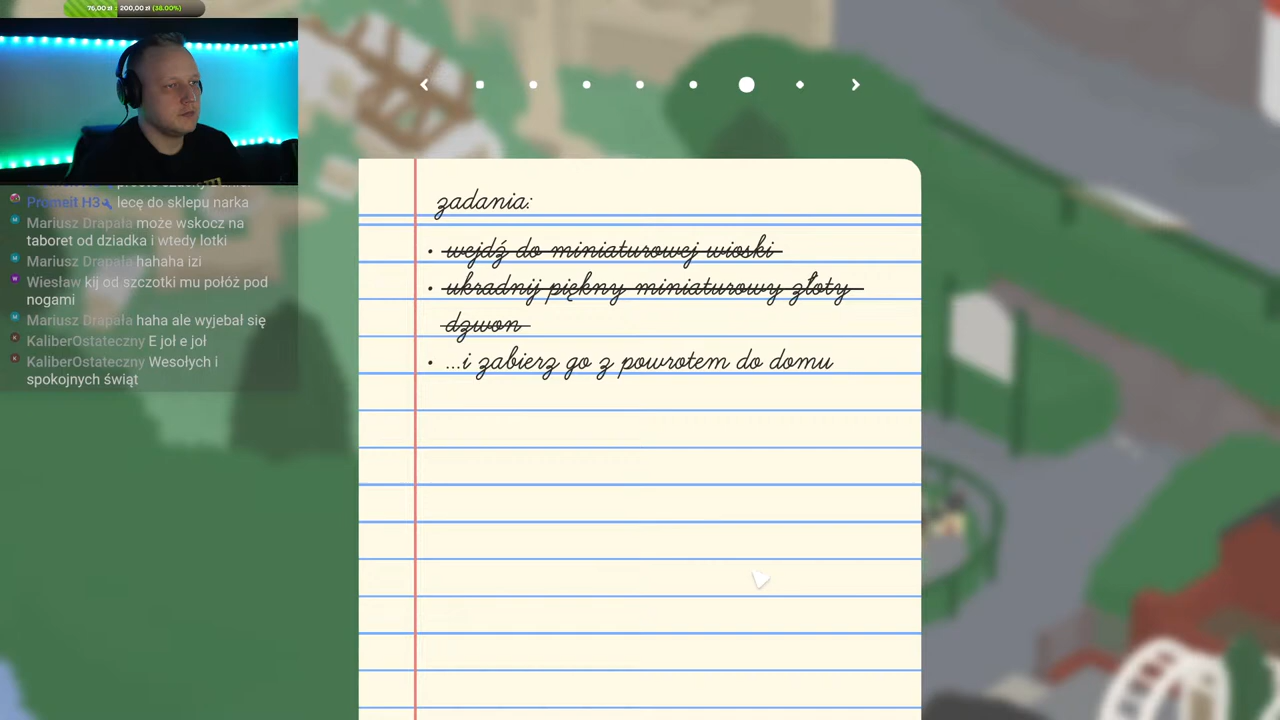 76,00 zł : 200,00 zł (38.00%)
Promeit H3 lecę do sklepu narka
Mariusz Drapała może wskocz na
taboret od dziadka i wtedy lotki
Mariusz Drapała hahaha izi
Wiesław kij od szczotki mu połóż pod
nogami
Mariusz Drapała haha ale wyjebał się
KaliberOstateczny E joł e joł
KaliberOstateczny Wesołych i
spokojnych świąt
zadania:
• wejdź do miniaturowej wioski
• ukradnij piękny miniaturowy złoty
dzwon
• ...i zabierz go z powrotem do domu